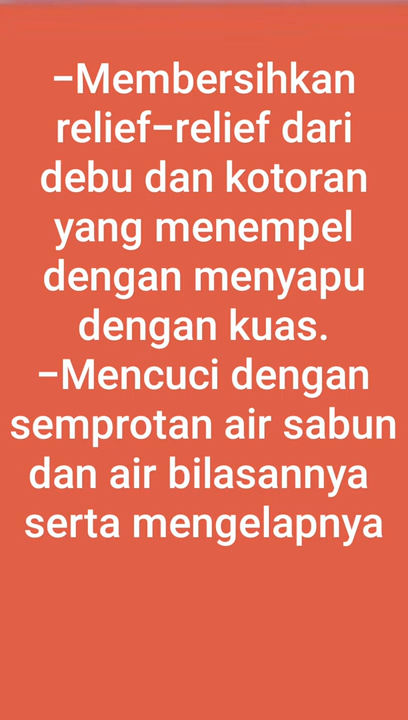 –Membersihkan
relief–relief dari
debu dan kotoran
yang menempel
dengan menyapu
dengan kuas.
–Mencuci dengan
semprotan air sabun
dan air bilasannya
serta mengelapnya